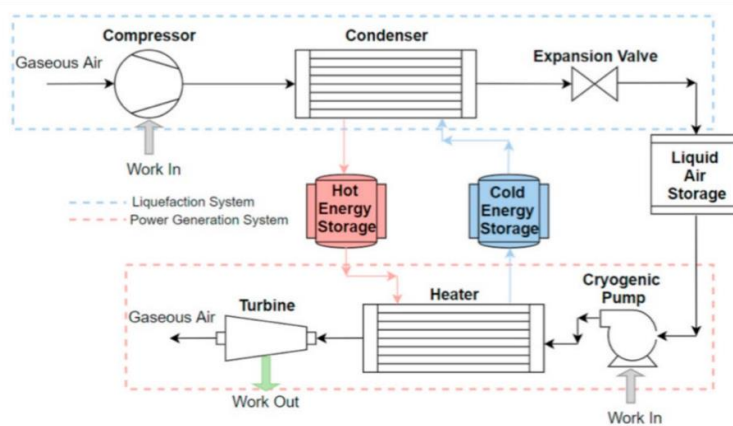 Compressor
Condenser
Gaseous Air
Expansion Valve
Work In
Liquid
Air
Storage
Hot
Energy
Storage
Cold
Energy
Storage
Liquefaction System
Power Generation System
Cryogenic
Pump
Heater
Turbine
Gaseous Air
Work Out
Work In